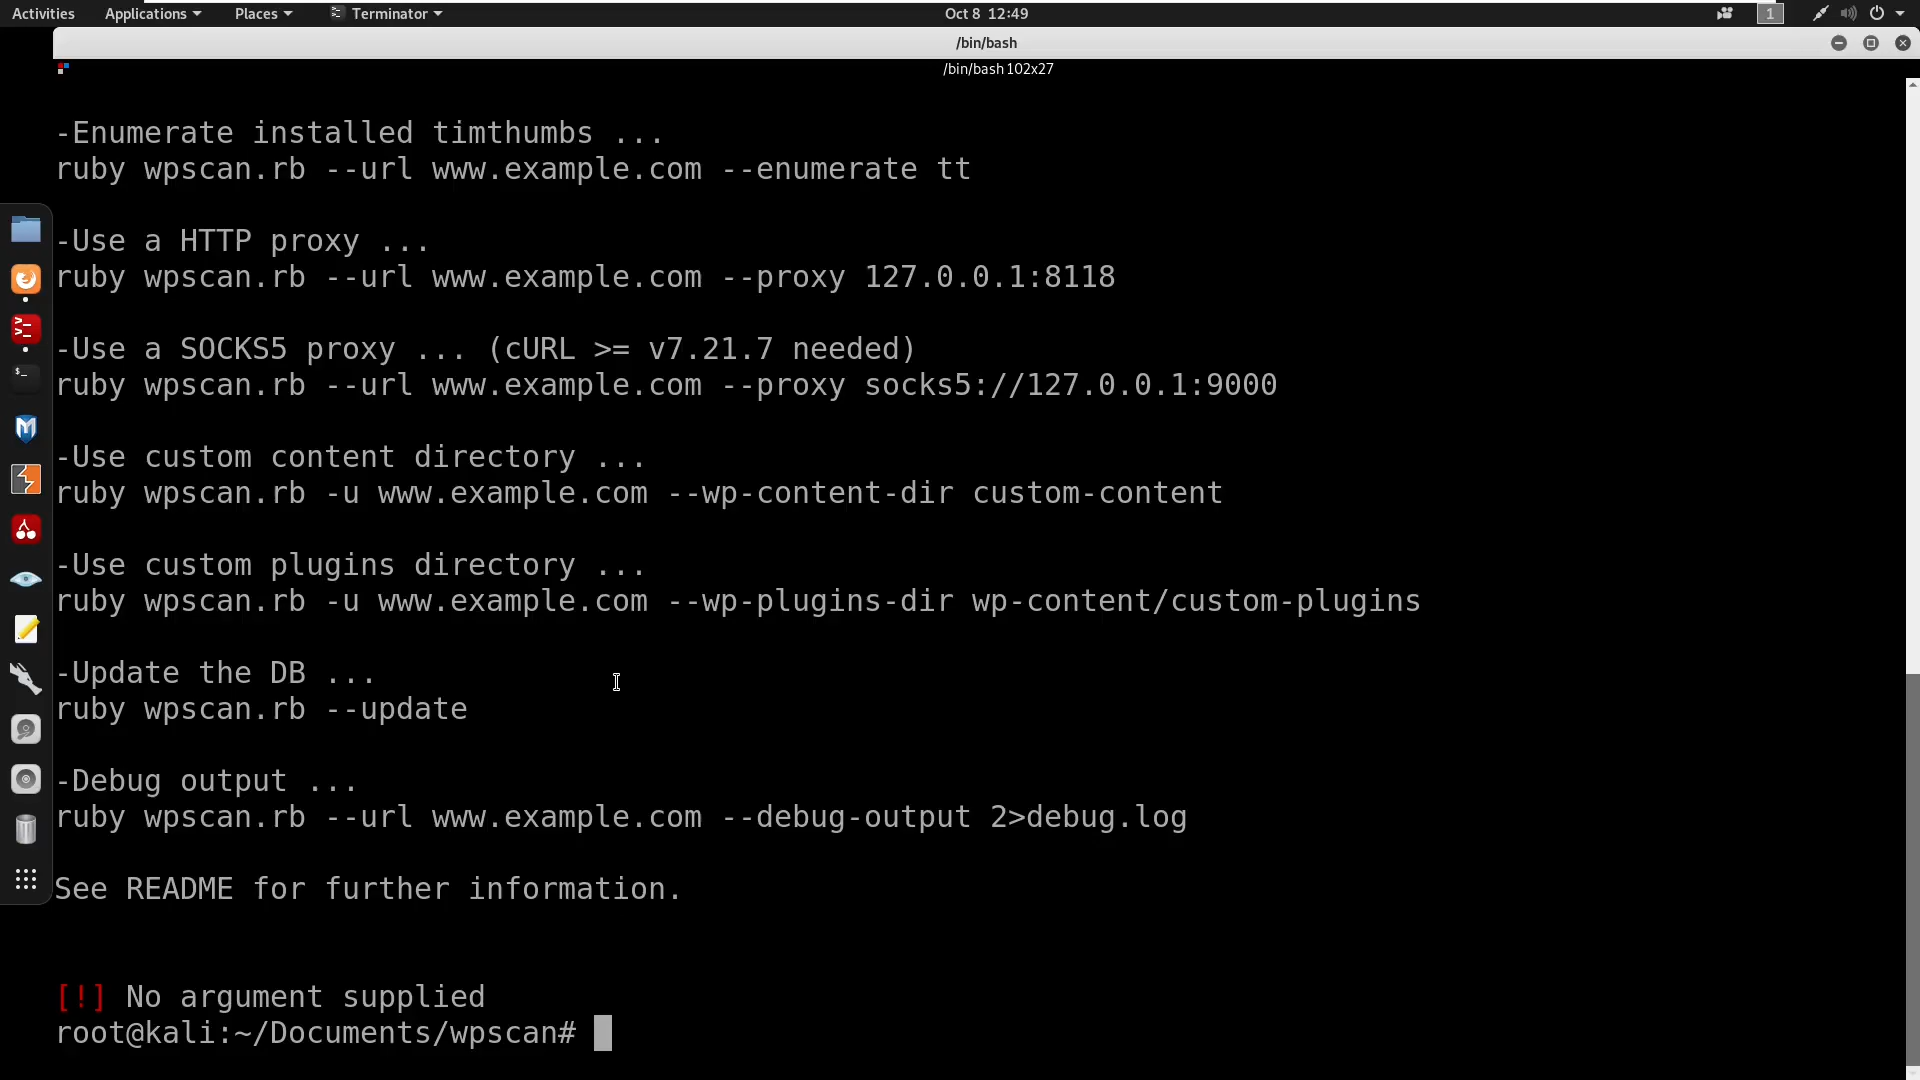 Activities Applications Places Terminator Oct 8 12:49 1
/bin/bash
/bin/bash 102x27
-Enumerate installed timthumbs ...
ruby wpscan.rb --url www.example.com --enumerate tt
-Use a HTTP proxy ...
ruby wpscan.rb --url www.example.com --proxy 127.0.0.1:8118
-Use a SOCKS5 proxy ... (cURL >= v7.21.7 needed)
ruby wpscan.rb --url www.example.com --proxy socks5://127.0.0.1:9000
-Use custom content directory ...
ruby wpscan.rb -u www.example.com --wp-content-dir custom-content
-Use custom plugins directory ...
ruby wpscan.rb -u www.example.com --wp-plugins-dir wp-content/custom-plugins
-Update the DB ...
ruby wpscan.rb --update
-Debug output ...
ruby wpscan.rb --url www.example.com --debug-output 2>debug.log
See README for further information.
[!] No argument supplied
root@kali:~/Documents/wpscan#